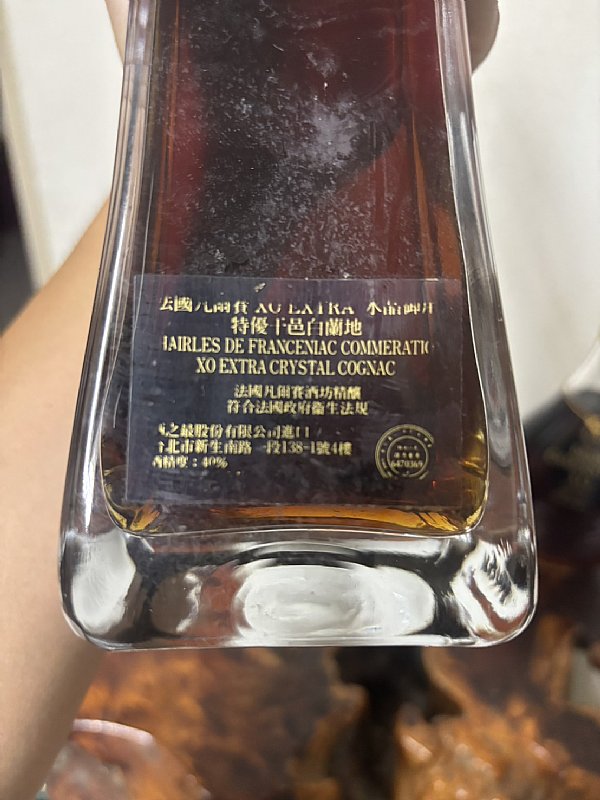 法國凡爾賽 XO EXTRA 水晶
特優干邑白蘭地
HAIRLES DE FRANCENIAC COMMERATIO
XO EXTRA CRYSTAL COGNAC
法國凡爾賽酒坊精釀
符合法國政府衛生法規
之最股份有限公司進口
台北市新生南路一段138-1號4樓
酒精度：40%
6470369